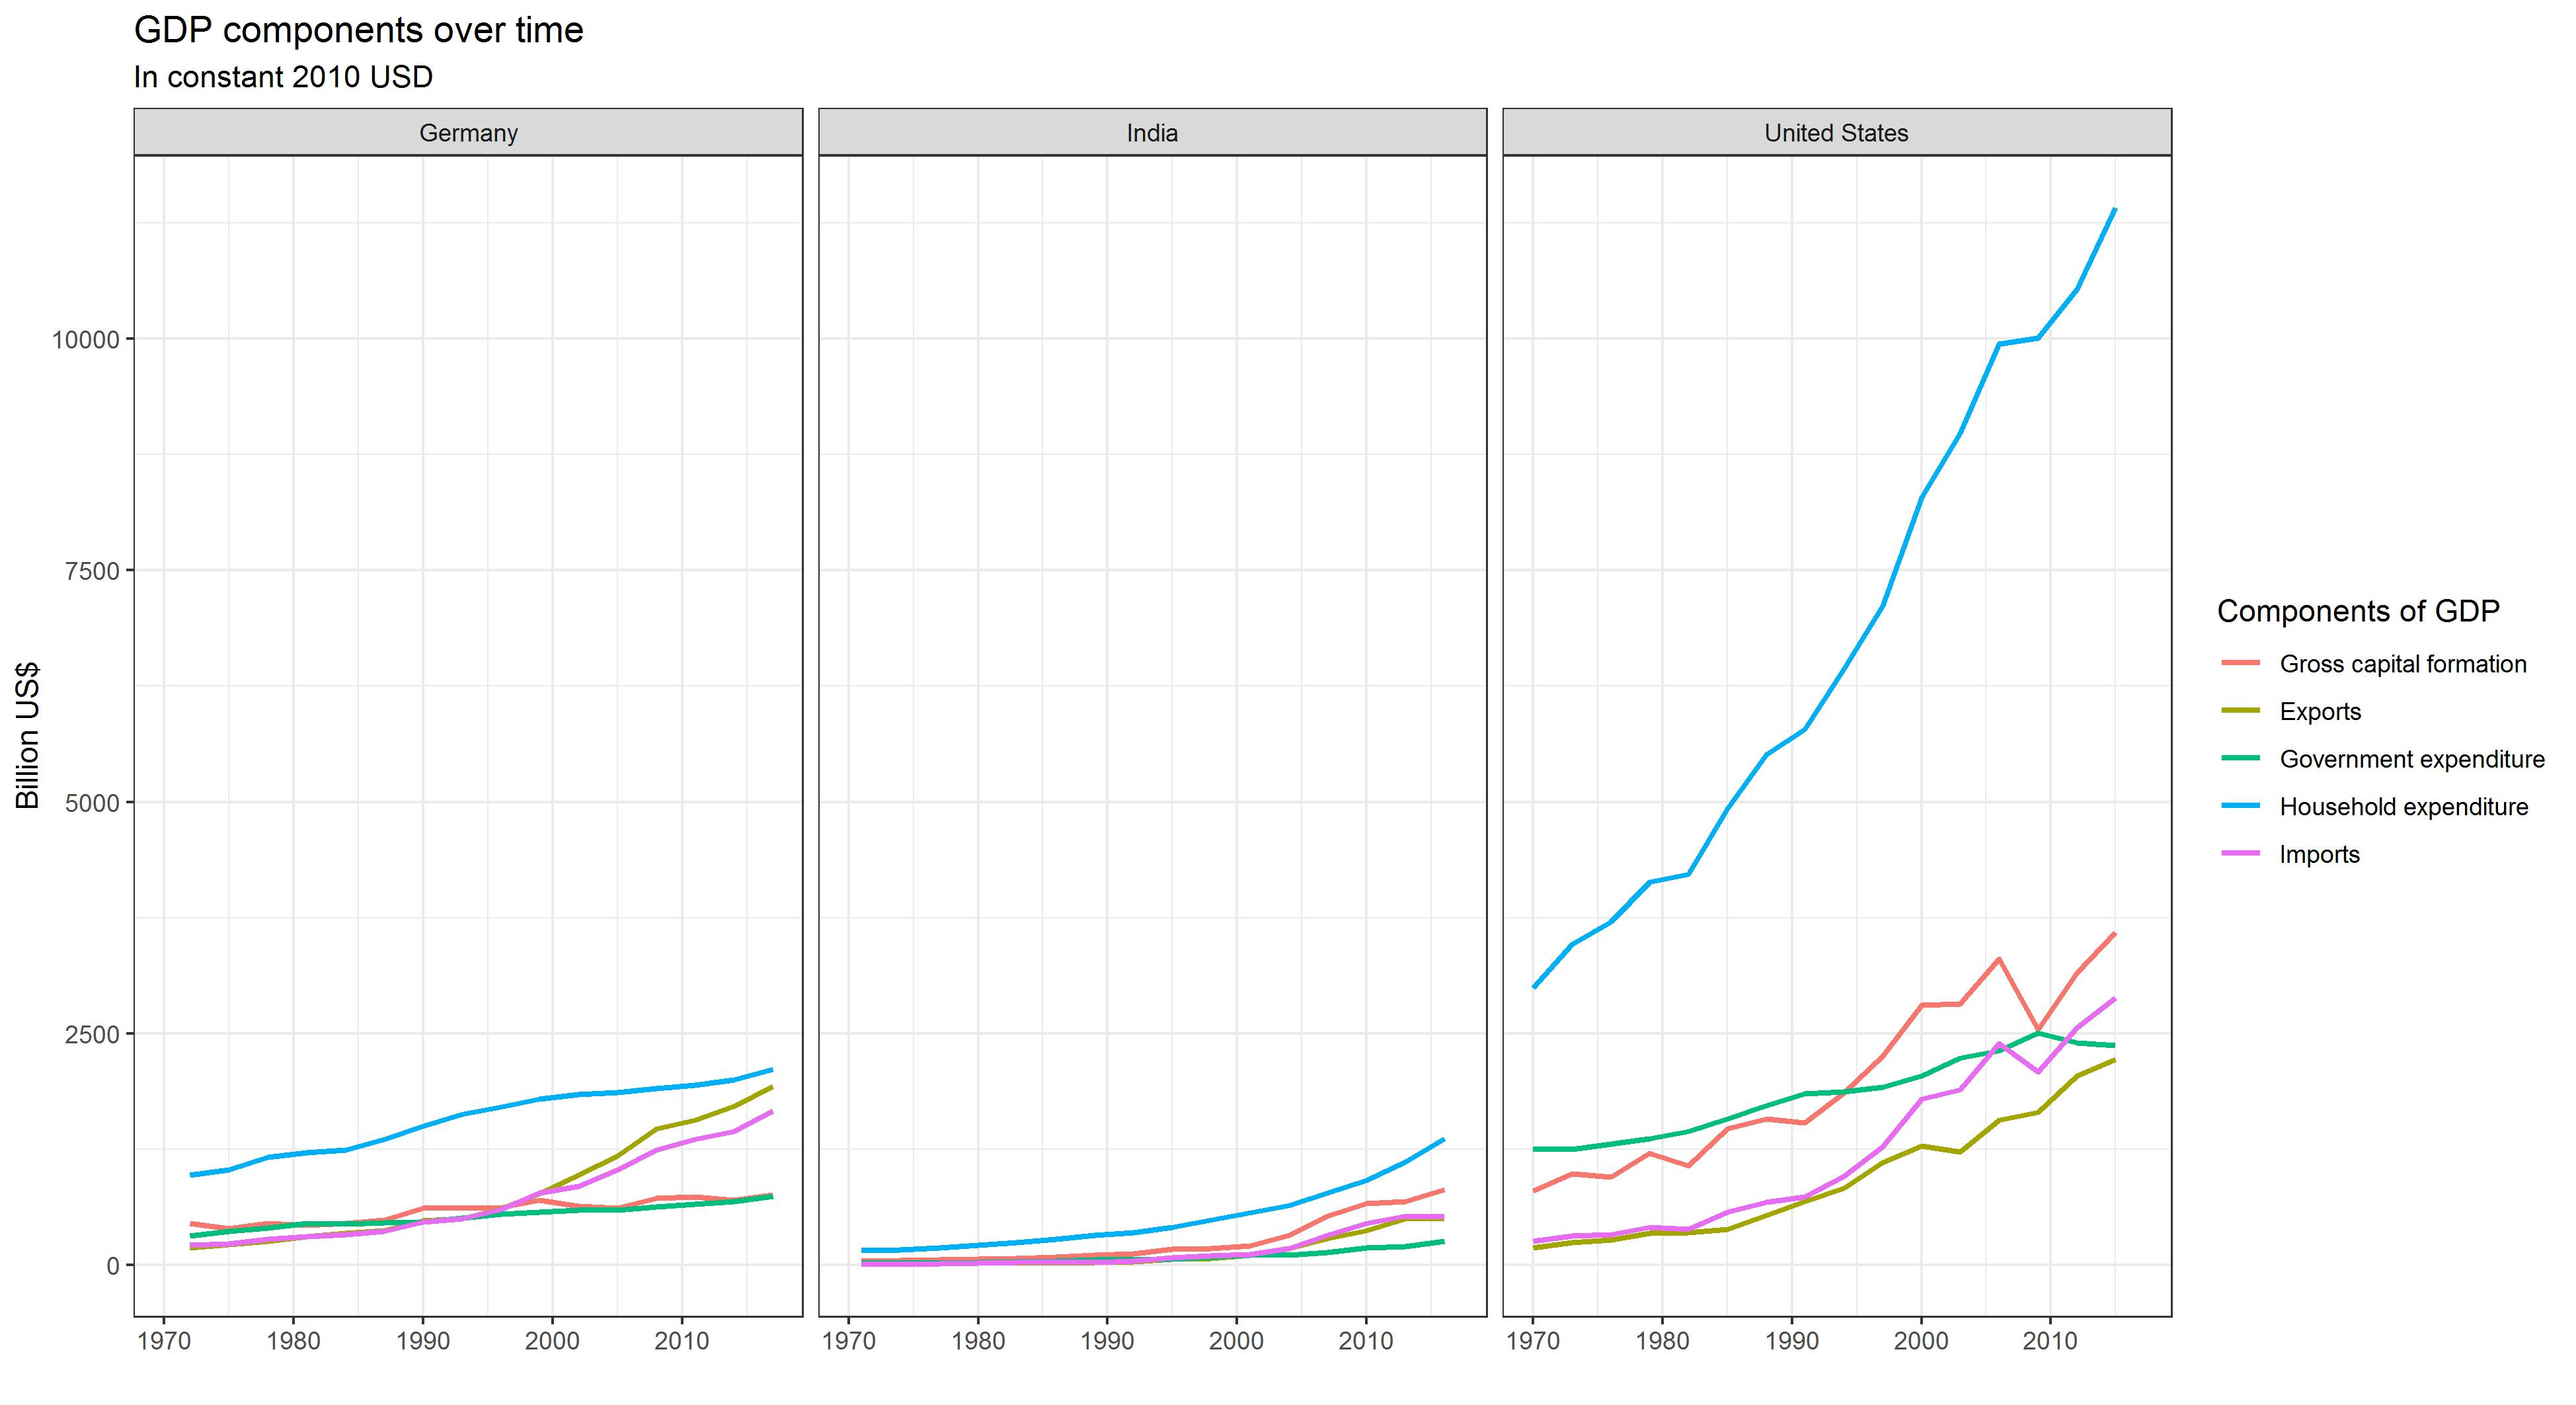 GDP components over time
In constant 2010 USD
Germany
India
United States
Billion US$
10000
7500
5000
2500
0
1970 1980 1990 2000 2010
1970 1980 1990 2000 2010
1970 1980 1990 2000 2010
Components of GDP
Gross capital formation
Exports
Government expenditure
Household expenditure
Imports